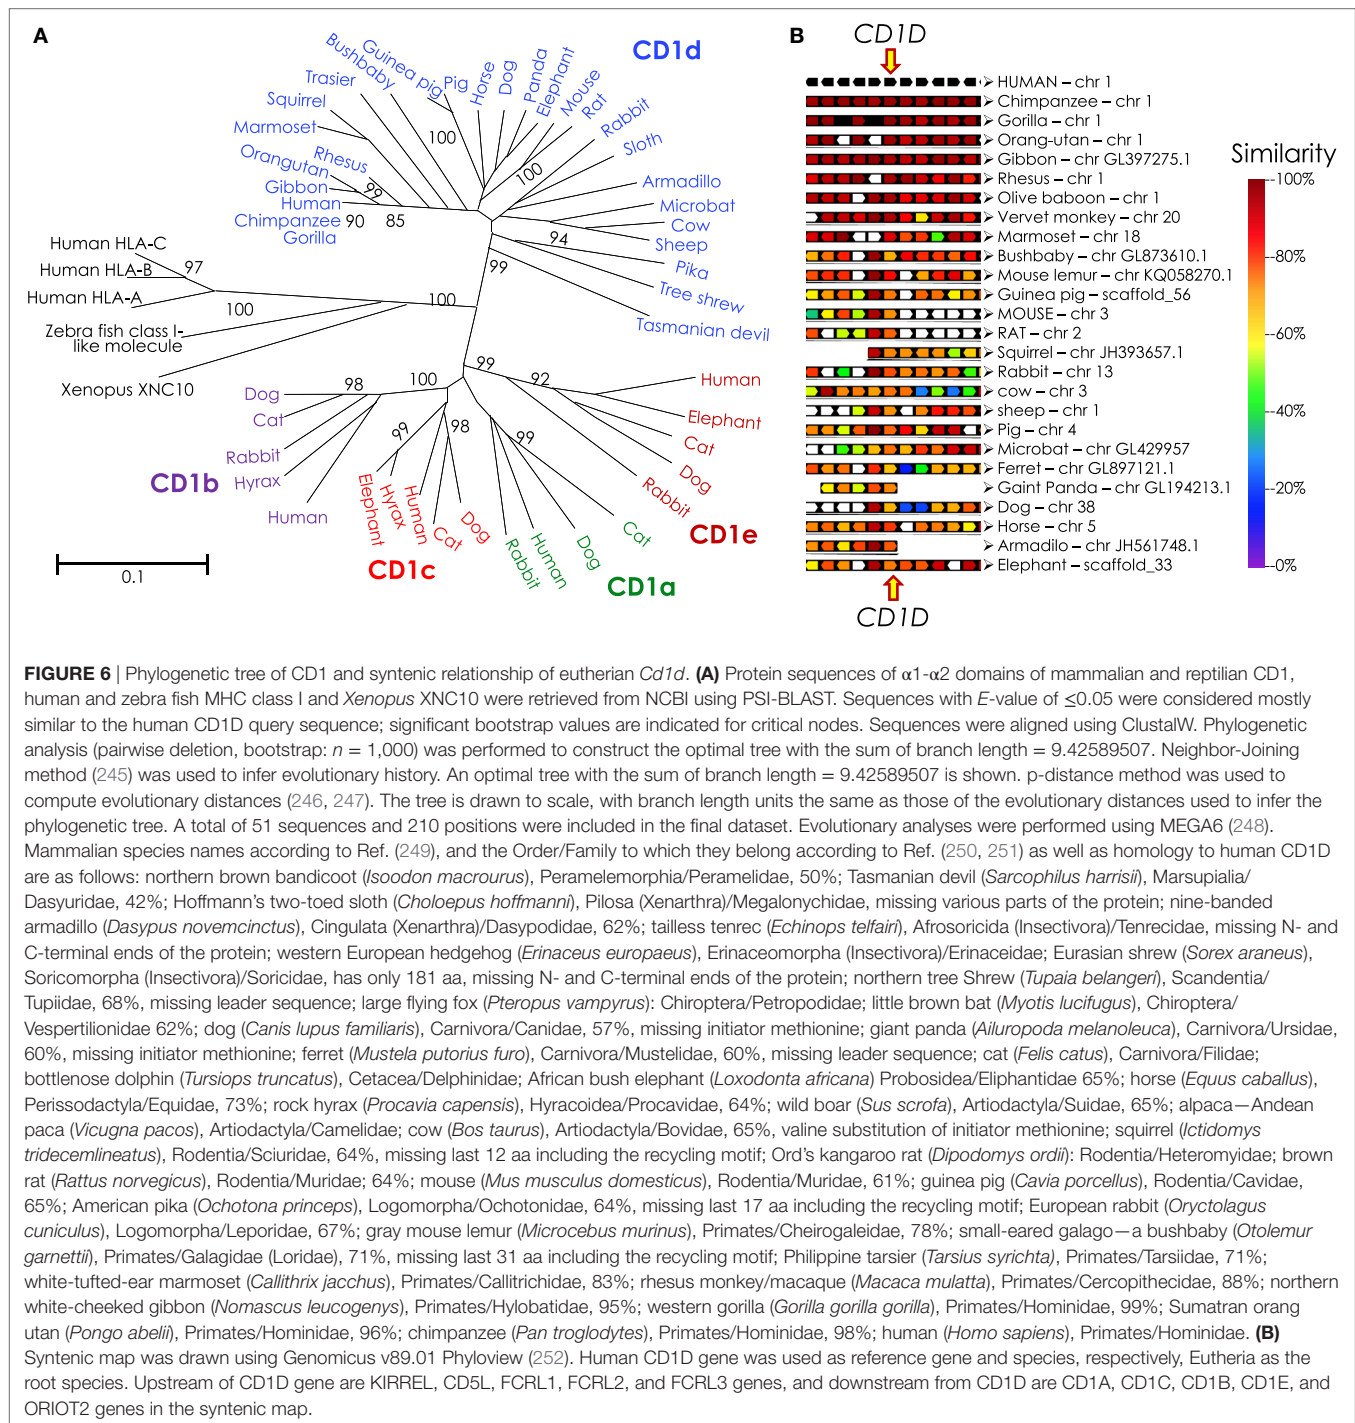 A
CD1d
Trasier
Bushbaby
Guinea pig
Pig
Horse
Dog
Panda
Elephant
Mouse
Rat
Rabbit
Sloth
Squirrel
Marmoset
Orangutan
Rhesus
Gibbon
Human
Chimpanzee
Gorilla
100
99
90
85
100
Armadillo
Microbat
Cow
Sheep
94
Pika
Tree shrew
99
Tasmanian devil
Human HLA-C
Human HLA-B
97
Human HLA-A
100
100
Zebra fish class I-
like molecule
Xenopus XNC10
Dog
98
Cat
100
Rabbit
Hyrax
Human
CD1b
99
98
Elephant
Hyrax
Human
Cat
Dog
CD1c
99
Rabbit
Human
Dog
Cat
CD1a
99
92
Human
Elephant
Cat
Dog
Rabbit
CD1e
0.1
B
CD1D
HUMAN – chr 1
Chimpanzee – chr 1
Gorilla – chr 1
Orang-utan – chr 1
Gibbon – chr GL397275.1
Rhesus – chr 1
Olive baboon – chr 1
Vervet monkey – chr 20
Marmoset – chr 18
Bushbaby – chr GL873610.1
Mouse lemur – chr KQ058270.1
Guinea pig – scaffold_56
MOUSE – chr 3
RAT – chr 2
Squirrel – chr JH393657.1
Rabbit – chr 13
cow – chr 3
sheep – chr 1
Pig – chr 4
Microbat – chr GL429957
Ferret – chr GL897121.1
Gaint Panda – chr GL194213.1
Dog – chr 38
Horse – chr 5
Armadilo – chr JH561748.1
Elephant – scaffold_33
CD1D
Similarity
100%
80%
60%
40%
20%
0%
FIGURE 6 | Phylogenetic tree of CD1 and syntenic relationship of eutherian Cd1d. (A) Protein sequences of α1-α2 domains of mammalian and reptilian CD1,
human and zebra fish MHC class I and Xenopus XNC10 were retrieved from NCBI using PSI-BLAST. Sequences with E-value of ≤0.05 were considered mostly
similar to the human CD1D query sequence; significant bootstrap values are indicated for critical nodes. Sequences were aligned using ClustalW. Phylogenetic
analysis (pairwise deletion, bootstrap: n = 1,000) was performed to construct the optimal tree with the sum of branch length = 9.42589507. Neighbor-Joining
method (245) was used to infer evolutionary history. An optimal tree with the sum of branch length = 9.42589507 is shown. p-distance method was used to
compute evolutionary distances (246, 247). The tree is drawn to scale, with branch length units the same as those of the evolutionary distances used to infer the
phylogenetic tree. A total of 51 sequences and 210 positions were included in the final dataset. Evolutionary analyses were performed using MEGA6 (248).
Mammalian species names according to Ref. (249), and the Order/Family to which they belong according to Ref. (250, 251) as well as homology to human CD1D
are as follows: northern brown bandicoot (Isoodon macrourus), Peramelemorphia/Peramelidae, 50%; Tasmanian devil (Sarcophilus harrisii), Marsupialia/
Dasyuridae, 42%; Hoffmann's two-toed sloth (Choloepus hoffmanni), Pilosa (Xenarthra)/Megalonychidae, missing various parts of the protein; nine-banded
armadillo (Dasypus novemcinctus), Cingulata (Xenarthra)/Dasypodidae, 62%; tailless tenrec (Echinops telfairi), Afrosoricida (Insectivora)/Tenrecidae, missing N- and
C-terminal ends of the protein; western European hedgehog (Erinaceus europaeus), Erinaceomorpha (Insectivora)/Erinaceidae; Eurasian shrew (Sorex araneus),
Soricomorpha (Insectivora)/Soricidae, has only 181 aa, missing N- and C-terminal ends of the protein; northern tree Shrew (Tupaia belangeri), Scandentia/
Tupiidae, 68%, missing leader sequence; large flying fox (Pteropus vampyrus): Chiroptera/Petropodidae; little brown bat (Myotis lucifugus), Chiroptera/
Vespertilionidae 62%; dog (Canis lupus familiaris), Carnivora/Canidae, 57%, missing initiator methionine; giant panda (Ailuropoda melanoleuca), Carnivora/Ursidae,
60%, missing initiator methionine; ferret (Mustela putorius furo), Carnivora/Mustelidae, 60%, missing leader sequence; cat (Felis catus), Carnivora/Filidae;
bottlenose dolphin (Tursiops truncatus), Cetacea/Delphinidae; African bush elephant (Loxodonta africana) Probosidea/Eliphantidae 65%; horse (Equus caballus),
Perissodactyla/Equidae, 73%; rock hyrax (Procavia capensis), Hyracoidea/Procavidae, 64%; wild boar (Sus scrofa), Artiodactyla/Suidae, 65%; alpaca—Andean
paca (Vicugna pacos), Artiodactyla/Camelidae; cow (Bos taurus), Artiodactyla/Bovidae, 65%, valine substitution of initiator methionine; squirrel (Ictidomys
tridecemlineatus), Rodentia/Sciuridae, 64%, missing last 12 aa including the recycling motif; Ord's kangaroo rat (Dipodomys ordii): Rodentia/Heteromyidae; brown
rat (Rattus norvegicus), Rodentia/Muridae; 64%; mouse (Mus musculus domesticus), Rodentia/Muridae, 61%; guinea pig (Cavia porcellus), Rodentia/Cavidae,
65%; American pika (Ochotona princeps), Logomorpha/Ochotonidae, 64%, missing last 17 aa including the recycling motif; European rabbit (Oryctolagus
cuniculus), Logomorpha/Leporidae, 67%; gray mouse lemur (Microcebus murinus), Primates/Cheirogaleidae, 78%; small-eared galago—a bushbaby (Otolemur
garnettii), Primates/Galagidae (Loridae), 71%, missing last 31 aa including the recycling motif; Philippine tarsier (Tarsius syrichta), Primates/Tarsiidae, 71%;
white-tufted-ear marmoset (Callithrix jacchus), Primates/Callitrichidae, 83%; rhesus monkey/macaque (Macaca mulatta), Primates/Cercopithecidae, 88%; northern
white-cheeked gibbon (Nomascus leucogenys), Primates/Hylobatidae, 95%; western gorilla (Gorilla gorilla gorilla), Primates/Hominidae, 99%; Sumatran orang
utan (Pongo abelii), Primates/Hominidae, 96%; chimpanzee (Pan troglodytes), Primates/Hominidae, 98%; human (Homo sapiens), Primates/Hominidae. (B)
Syntenic map was drawn using Genomicus v89.01 Phyloview (252). Human CD1D gene was used as reference gene and species, respectively, Eutheria as the
root species. Upstream of CD1D gene are KIRREL, CD5L, FCRL1, FCRL2, and FCRL3 genes, and downstream from CD1D are CD1A, CD1C, CD1B, CD1E, and
ORIOT2 genes in the syntenic map.